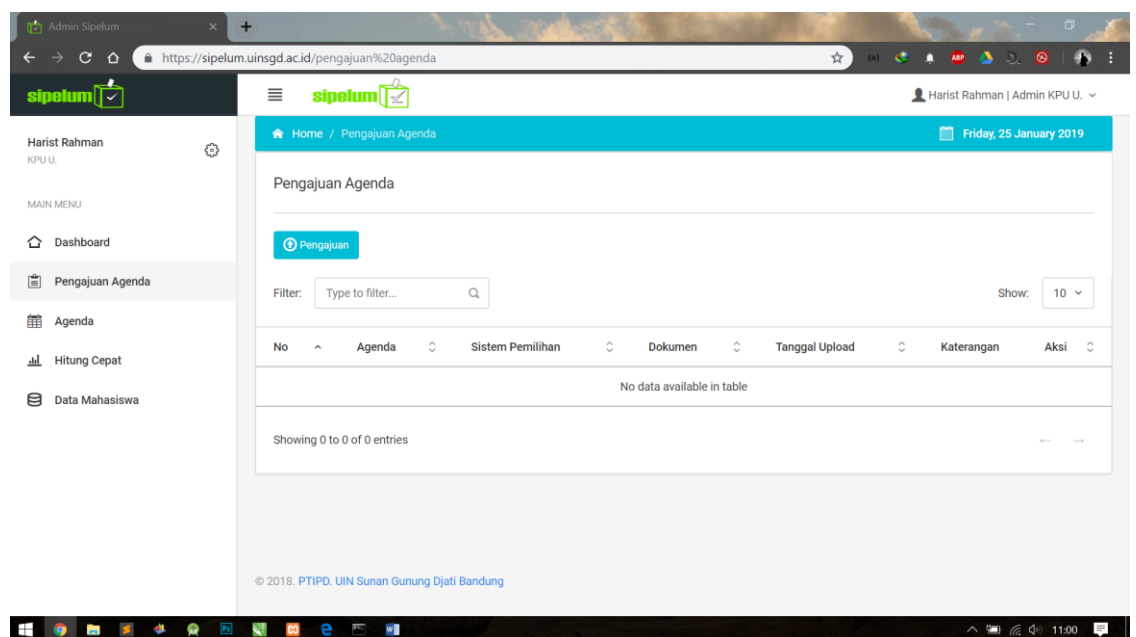 Admin Sipelum
https://sipelum.uinsgd.ac.id/pengajuan%20agenda
ABP
sipelum
sipelum
Harist Rahman | Admin KPU U.
Harist Rahman
KPU U.
Home / Pengajuan Agenda
Friday, 25 January 2019
Pengajuan Agenda
MAIN MENU
Dashboard
Pengajuan Agenda
Agenda
Hitung Cepat
Data Mahasiswa
Pengajuan
Filter: Type to filter...
Show: 10
No Agenda Sistem Pemilihan Dokumen Tanggal Upload Katerangan Aksi
No data available in table
Showing 0 to 0 of 0 entries
© 2018. PTIPD. UIN Sunan Gunung Djati Bandung
Ps
11:00